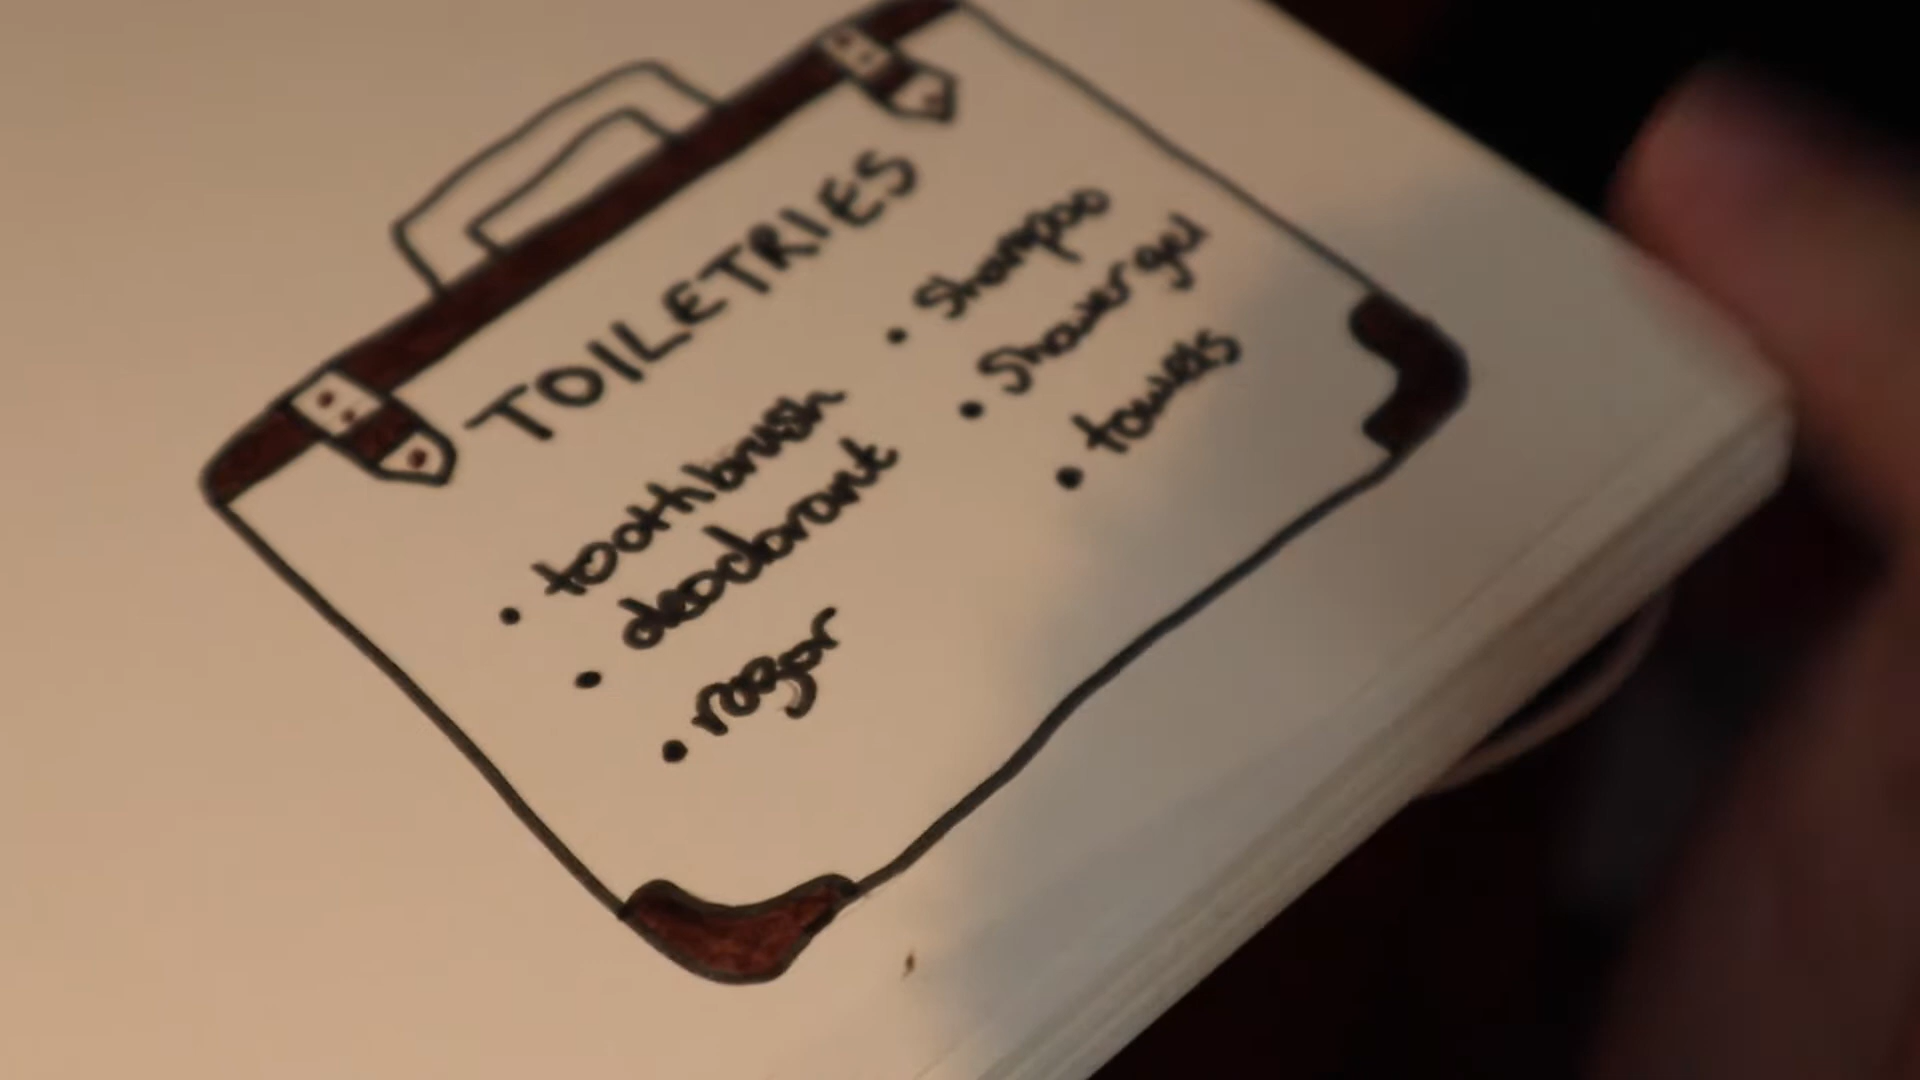 TOILETRIES
• toothbrush
• deodorant
• razor
• Shampoo
• Shower gel
• towels